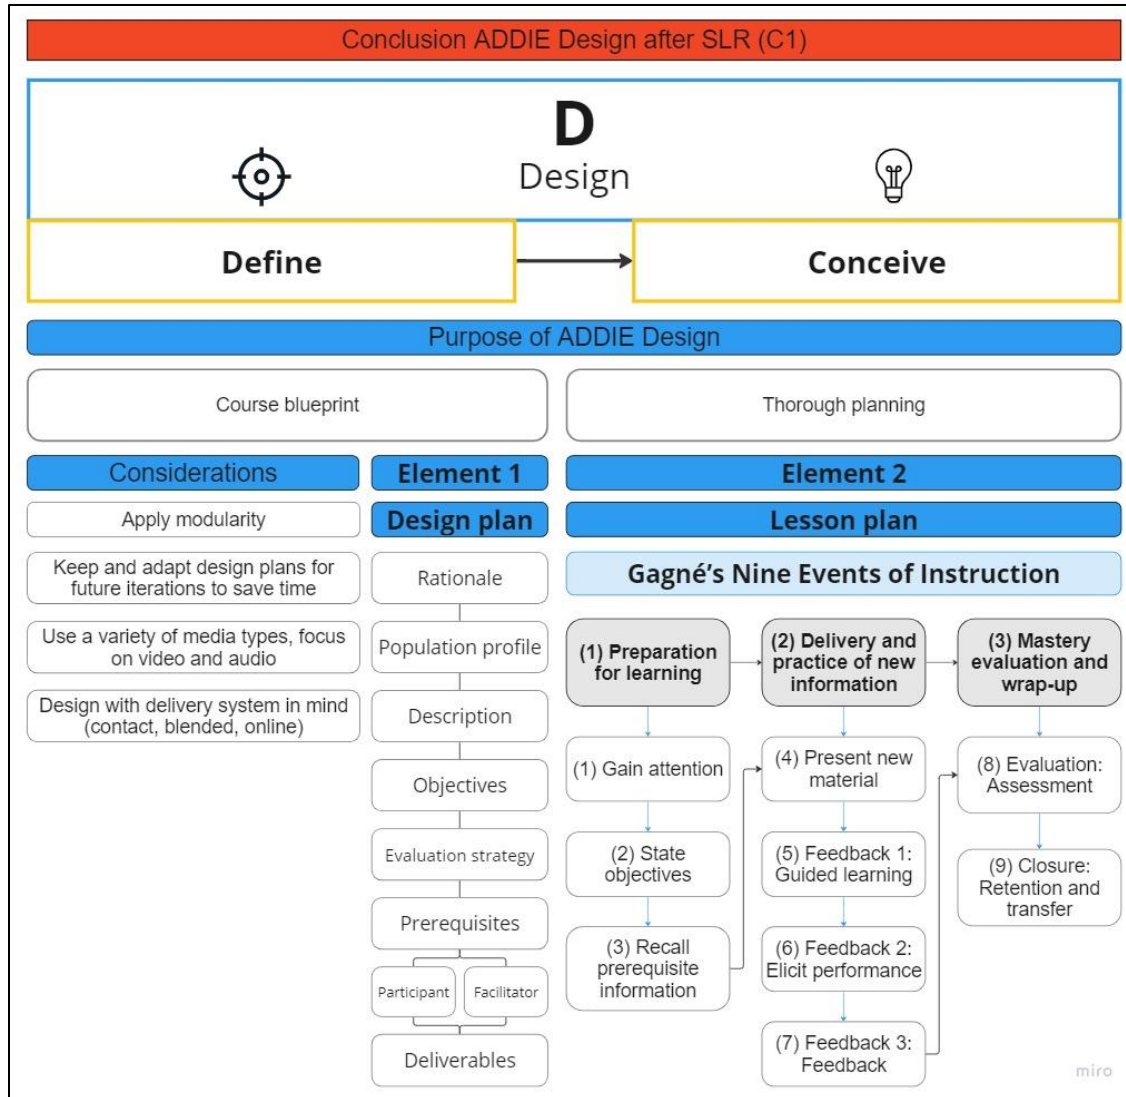 Conclusion ADDIE Design after SLR (C1)
D
Design
Define
Conceive
Purpose of ADDIE Design
Course blueprint
Thorough planning
Considerations
Apply modularity
Keep and adapt design plans for
future iterations to save time
Use a variety of media types, focus
on video and audio
Design with delivery system in mind
(contact, blended, online)
Element 1
Design plan
Rationale
Population profile
Description
Objectives
Evaluation strategy
Prerequisites
Participant
Facilitator
Deliverables
Element 2
Lesson plan
Gagné's Nine Events of Instruction
(1) Preparation
for learning
(1) Gain attention
(2) State
objectives
(3) Recall
prerequisite
information
(2) Delivery and
practice of new
information
(4) Present new
material
(5) Feedback 1:
Guided learning
(6) Feedback 2:
Elicit performance
(7) Feedback 3:
Feedback
(3) Mastery
evaluation and
wrap-up
(8) Evaluation:
Assessment
(9) Closure:
Retention and
transfer
miro